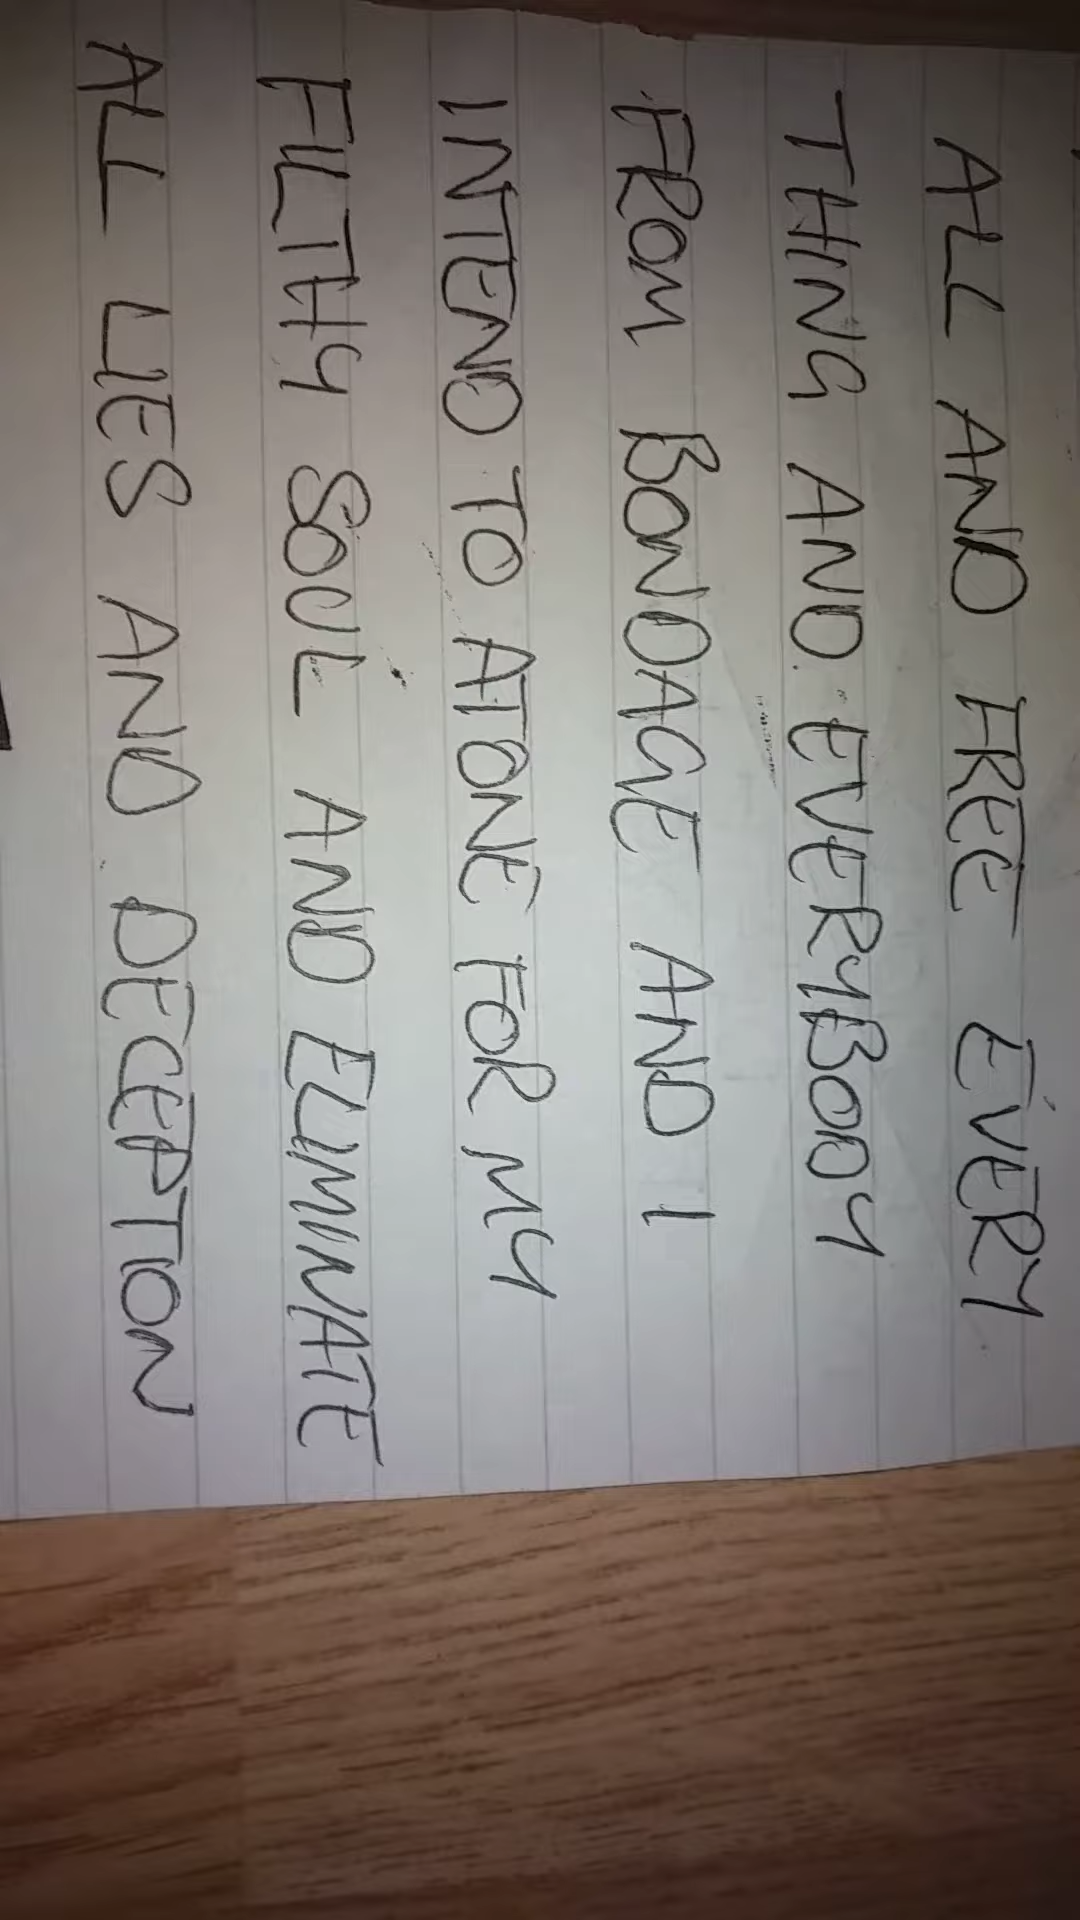 ALL AND FREE EVERY
THING AND EVERYBODY
FROM BONDAGE AND I
INTEND TO ATONE FOR MY
FILTHY SOUL AND ELIMINATE
ALL LIES AND DECEPTION